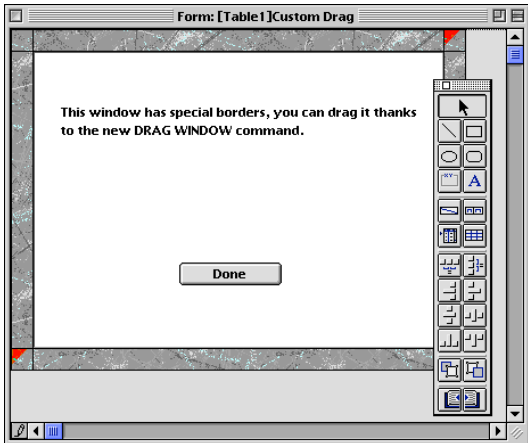 Form: [Table1]Custom Drag
This window has special borders, you can drag it thanks
to the new DRAG WINDOW command.
"XY"
A
Done